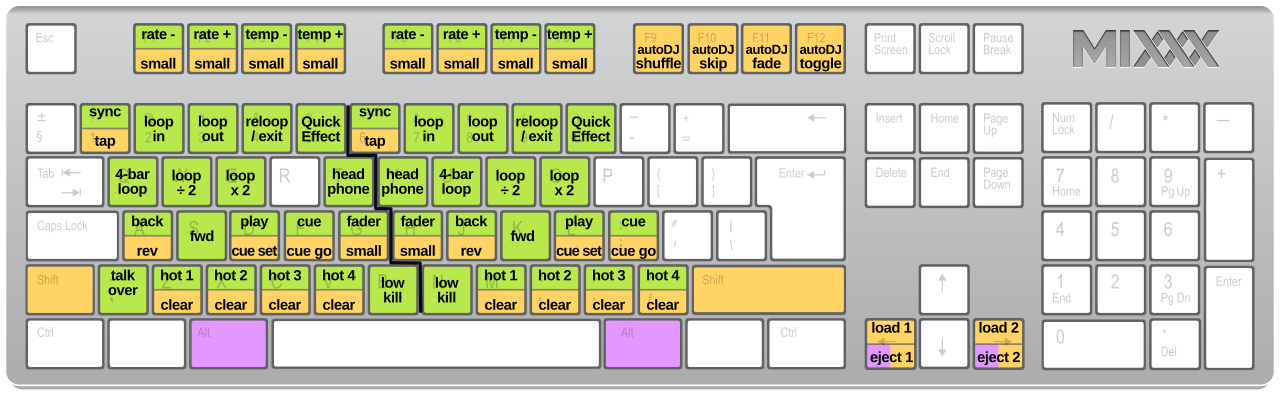 Esc
rate - small
rate + small
temp - small
temp + small
rate - small
rate + small
temp - small
temp + small
F9 autoDJ shuffle
F10 autoDJ skip
F11 autoDJ fade
F12 autoDJ toggle
Print Screen
Scroll Lock
Pause Break
MIXXX
± §
sync tap
loop in
loop out
reloop / exit
Quick Effect
sync tap
loop in
loop out
reloop / exit
Quick Effect
— -
+ =
←
Insert
Home
Page Up
Num Lock
/
*
—
Tab
4-bar loop
loop ÷ 2
loop x 2
R
head phone
head phone
4-bar loop
loop ÷ 2
loop x 2
P
{ [
} ]
Enter
Delete
End
Page Down
7 Home
8
9 Pg Up
+
Caps Lock
back rev
fwd
play cue set
cue cue go
fader small
fader small
back rev
fwd
play cue set
cue cue go
" '
| \
4
5
6
Shift
talk over
hot 1 clear
hot 2 clear
hot 3 clear
hot 4 clear
low kill
low kill
hot 1 clear
hot 2 clear
hot 3 clear
hot 4 clear
Shift
↑
1 End
2
3 Pg Dn
Enter
Ctrl
Alt
Alt
Ctrl
load 1 eject 1
↓
load 2 eject 2
0
. Del